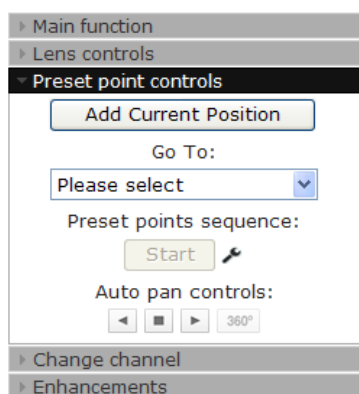 Main function
Lens controls
Preset point controls
Add Current Position
Go To:
Please select
Preset points sequence:
Start
Auto pan controls:
360°
Change channel
Enhancements